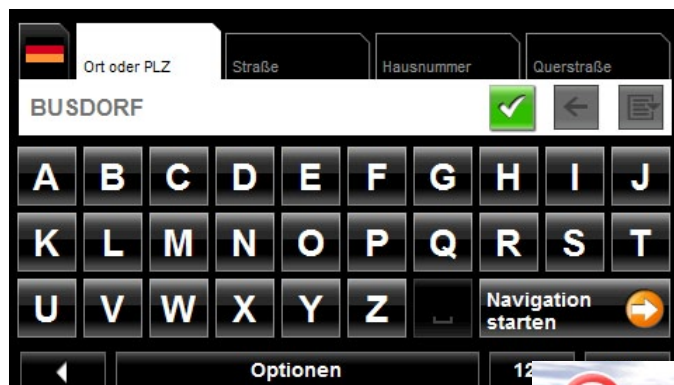 Ort oder PLZ Straße Hausnummer Querstraße
BUSDORF
A B C D E F G H I J
K L M N O P Q R S T
U V W X Y Z Navigation starten
Optionen